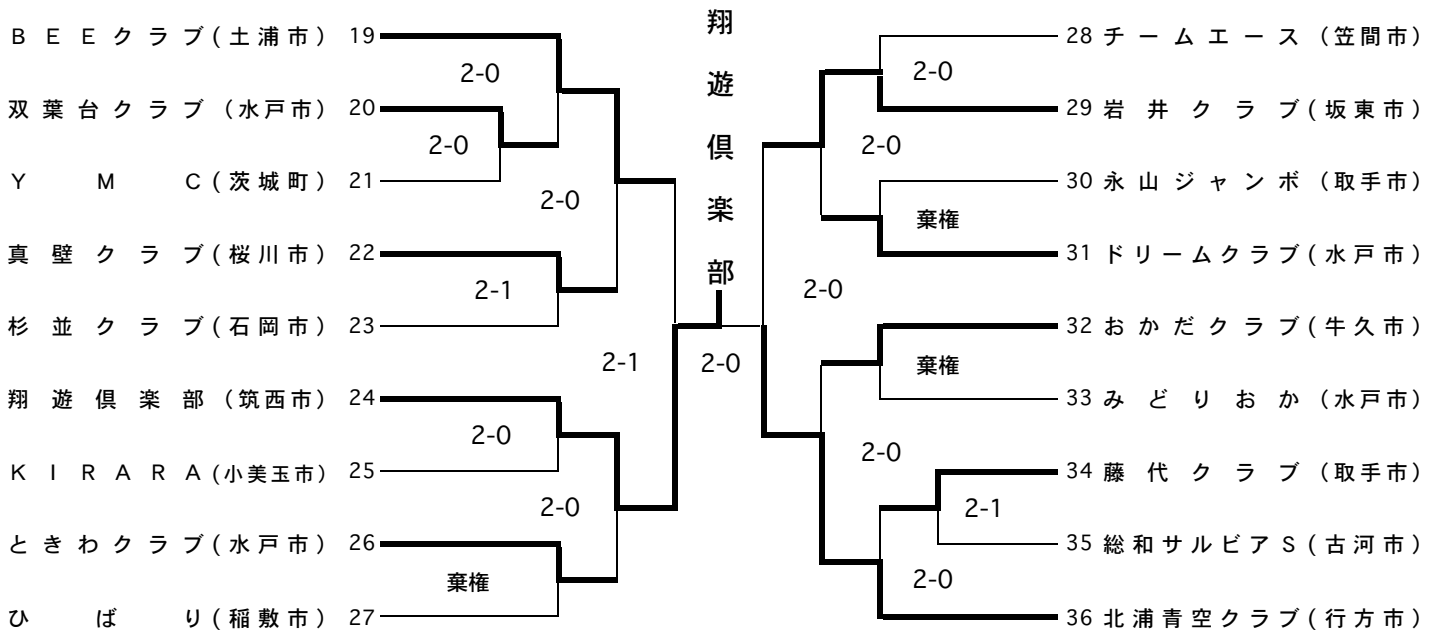 翔遊倶楽部
BEEクラブ(土浦市) 19
2-0
双葉台クラブ(水戸市) 20
2-0
YMC(茨城町) 21
2-0
真壁クラブ(桜川市) 22
2-1
杉並クラブ(石岡市) 23
2-1
翔遊倶楽部(筑西市) 24
2-0
KIRARA(小美玉市) 25
2-0
ときわクラブ(水戸市) 26
棄権
ひばり(稲敷市) 27
2-0
28 チームエース(笠間市)
2-0
29 岩井クラブ(坂東市)
2-0
30 永山ジャンボ(取手市)
棄権
31 ドリームクラブ(水戸市)
2-0
32 おかだクラブ(牛久市)
棄権
33 みどりおか(水戸市)
2-0
34 藤代クラブ(取手市)
2-1
35 総和サルビアS(古河市)
2-0
36 北浦青空クラブ(行方市)